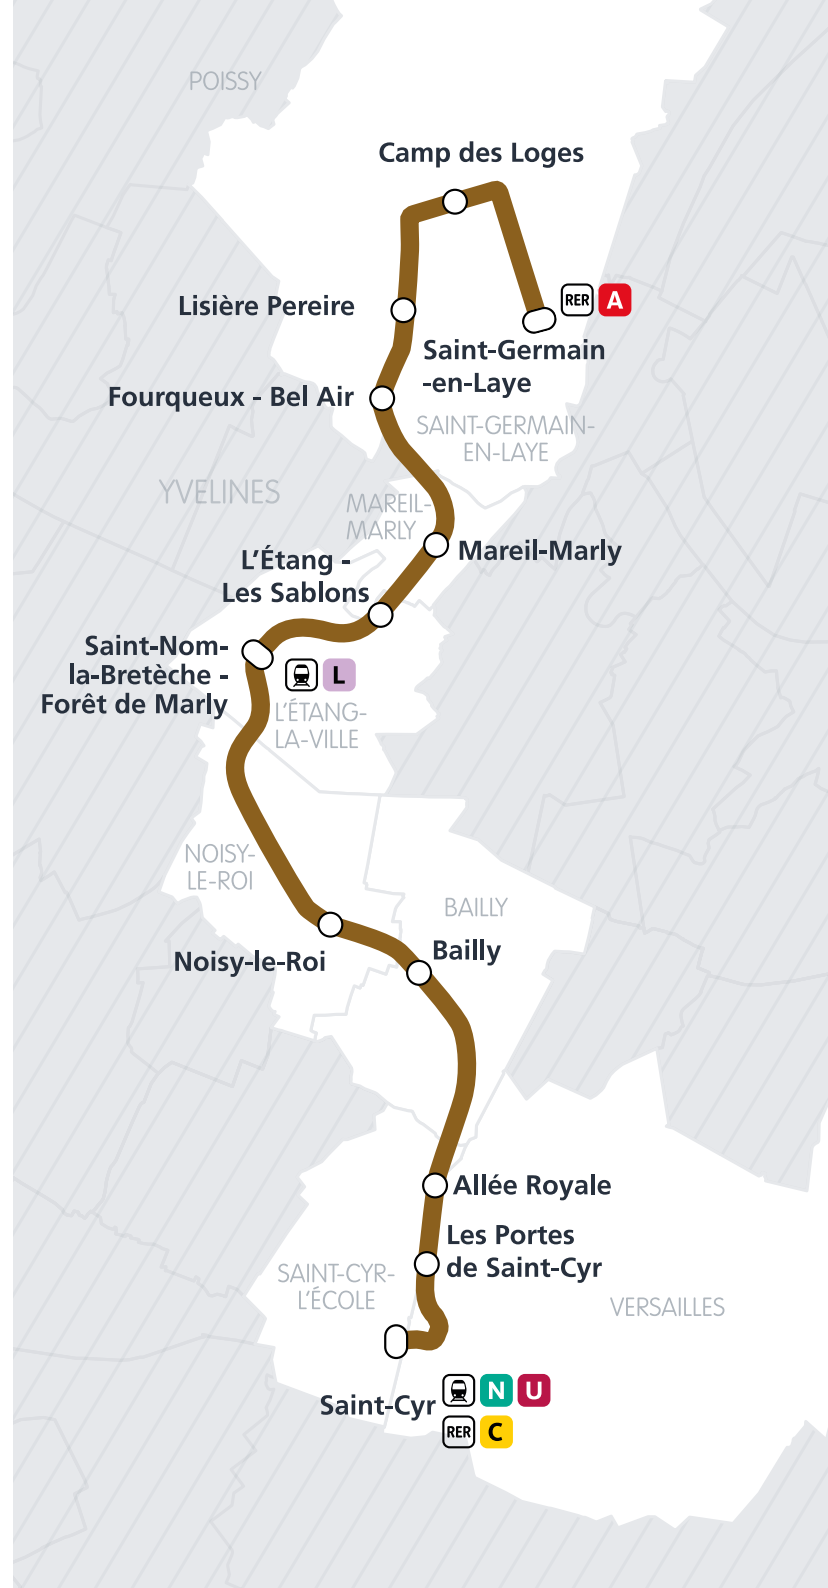 POISSY
Camp des Loges
Lisière Pereire
RER A
Saint-Germain
-en-Laye
Fourqueux - Bel Air
SAINT-GERMAIN-
EN-LAYE
YVELINES
MAREIL-
MARLY
Mareil-Marly
L’Étang -
Les Sablons
Saint-Nom-
la-Bretèche -
Forêt de Marly
L
L’ÉTANG-
LA-VILLE
NOISY-
LE-ROI
BAILLY
Noisy-le-Roi
Bailly
Allée Royale
Les Portes
de Saint-Cyr
SAINT-CYR-
L’ÉCOLE
VERSAILLES
Saint-Cyr
N U
RER C